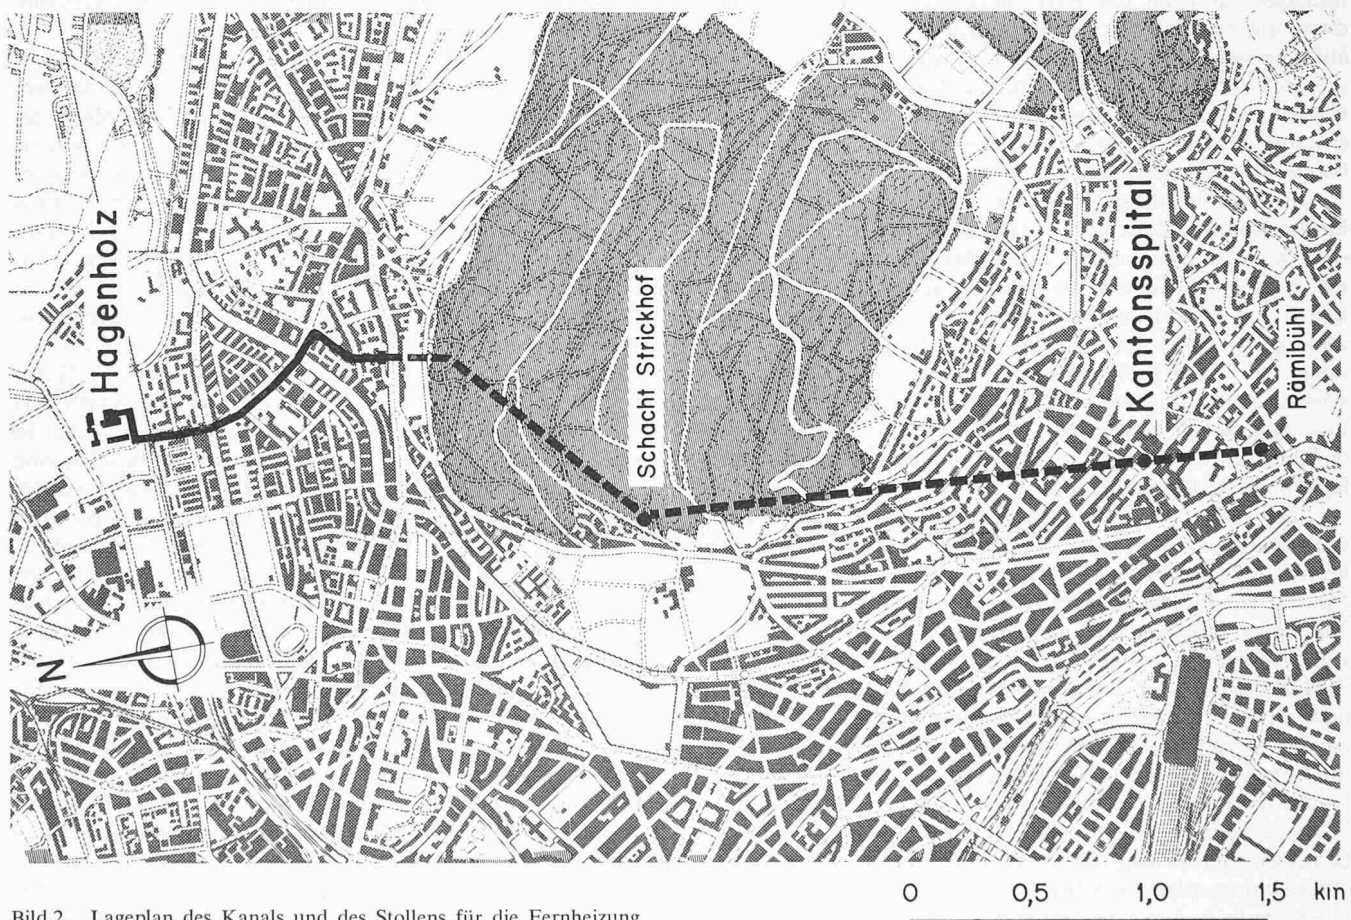 Hagenholz
Schacht Strickhof
Kantonsspital
Rämibühl
N
0 0,5 1,0 1,5 km
Bild 2. Lageplan des Kanals und des Stollens für die Fernheizung